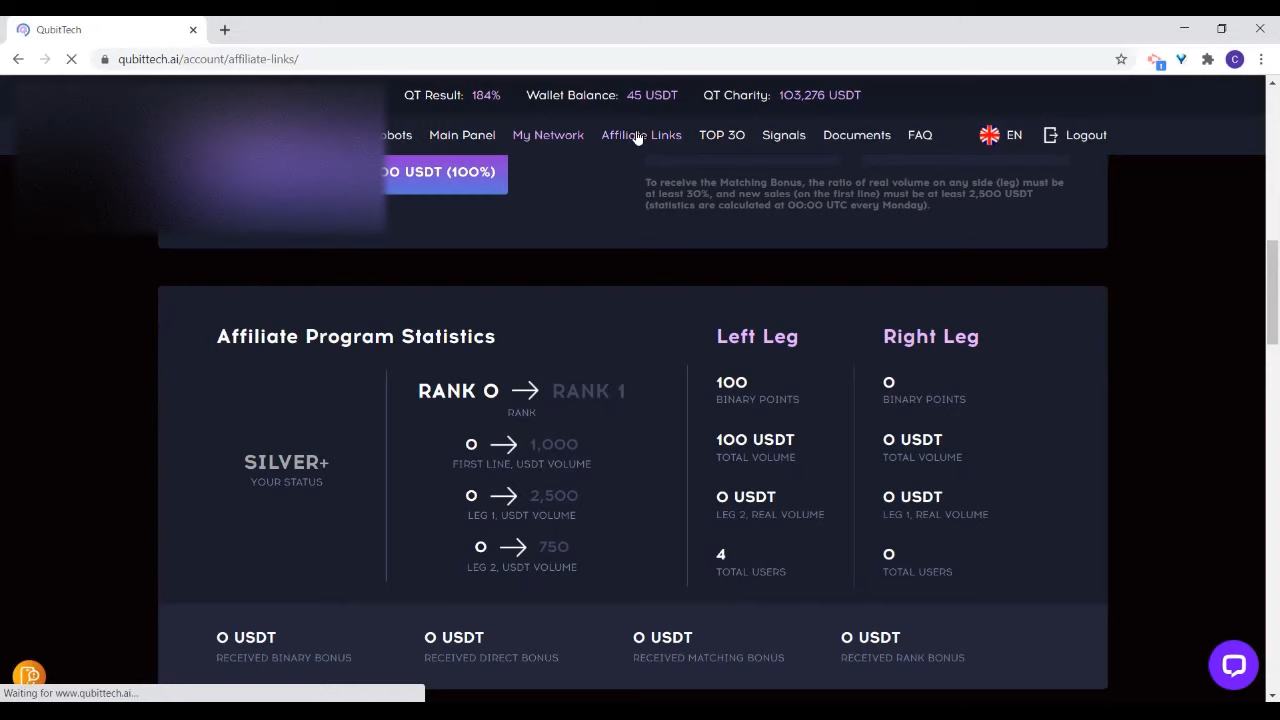 QubitTech
qubittech.ai/account/affiliate-links/
QT Result: 184% Wallet Balance: 45 USDT QT Charity: 103,276 USDT
obots Main Panel My Network Affiliate Links TOP 30 Signals Documents FAQ EN Logout
00 USDT (100%)
To receive the Matching Bonus, the ratio of real volume on any side (leg) must be
at least 30%, and new sales (on the first line) must be at least 2,500 USDT
(statistics are calculated at 00:00 UTC every Monday).
Affiliate Program Statistics
SILVER+
YOUR STATUS
RANK 0 → RANK 1
RANK
0 → 1,000
FIRST LINE, USDT VOLUME
0 → 2,500
LEG 1, USDT VOLUME
0 → 750
LEG 2, USDT VOLUME
Left Leg
100
BINARY POINTS
100 USDT
TOTAL VOLUME
0 USDT
LEG 2, REAL VOLUME
4
TOTAL USERS
Right Leg
0
BINARY POINTS
0 USDT
TOTAL VOLUME
0 USDT
LEG 1, REAL VOLUME
0
TOTAL USERS
0 USDT
RECEIVED BINARY BONUS
0 USDT
RECEIVED DIRECT BONUS
0 USDT
RECEIVED MATCHING BONUS
0 USDT
RECEIVED RANK BONUS
Waiting for www.qubittech.ai...
C
1